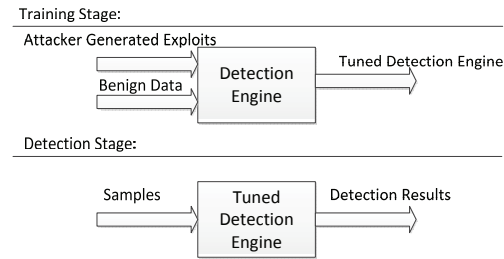 Training Stage:
Attacker Generated Exploits
Benign Data
Detection
Engine
Tuned Detection Engine
Detection Stage:
Samples
Tuned
Detection
Engine
Detection Results